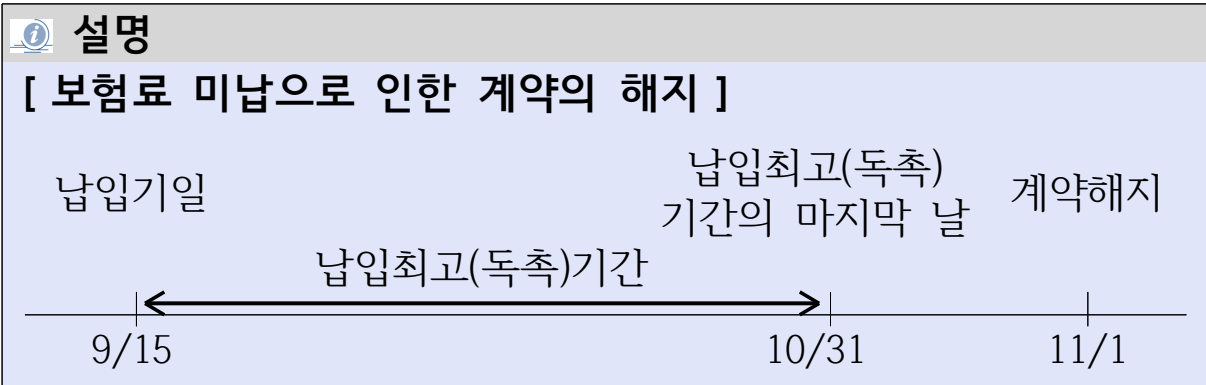 설명
[ 보험료 미납으로 인한 계약의 해지 ]
납입기일
납입최고(독촉)
기간의 마지막 날
계약해지
납입최고(독촉)기간
9/15
10/31
11/1